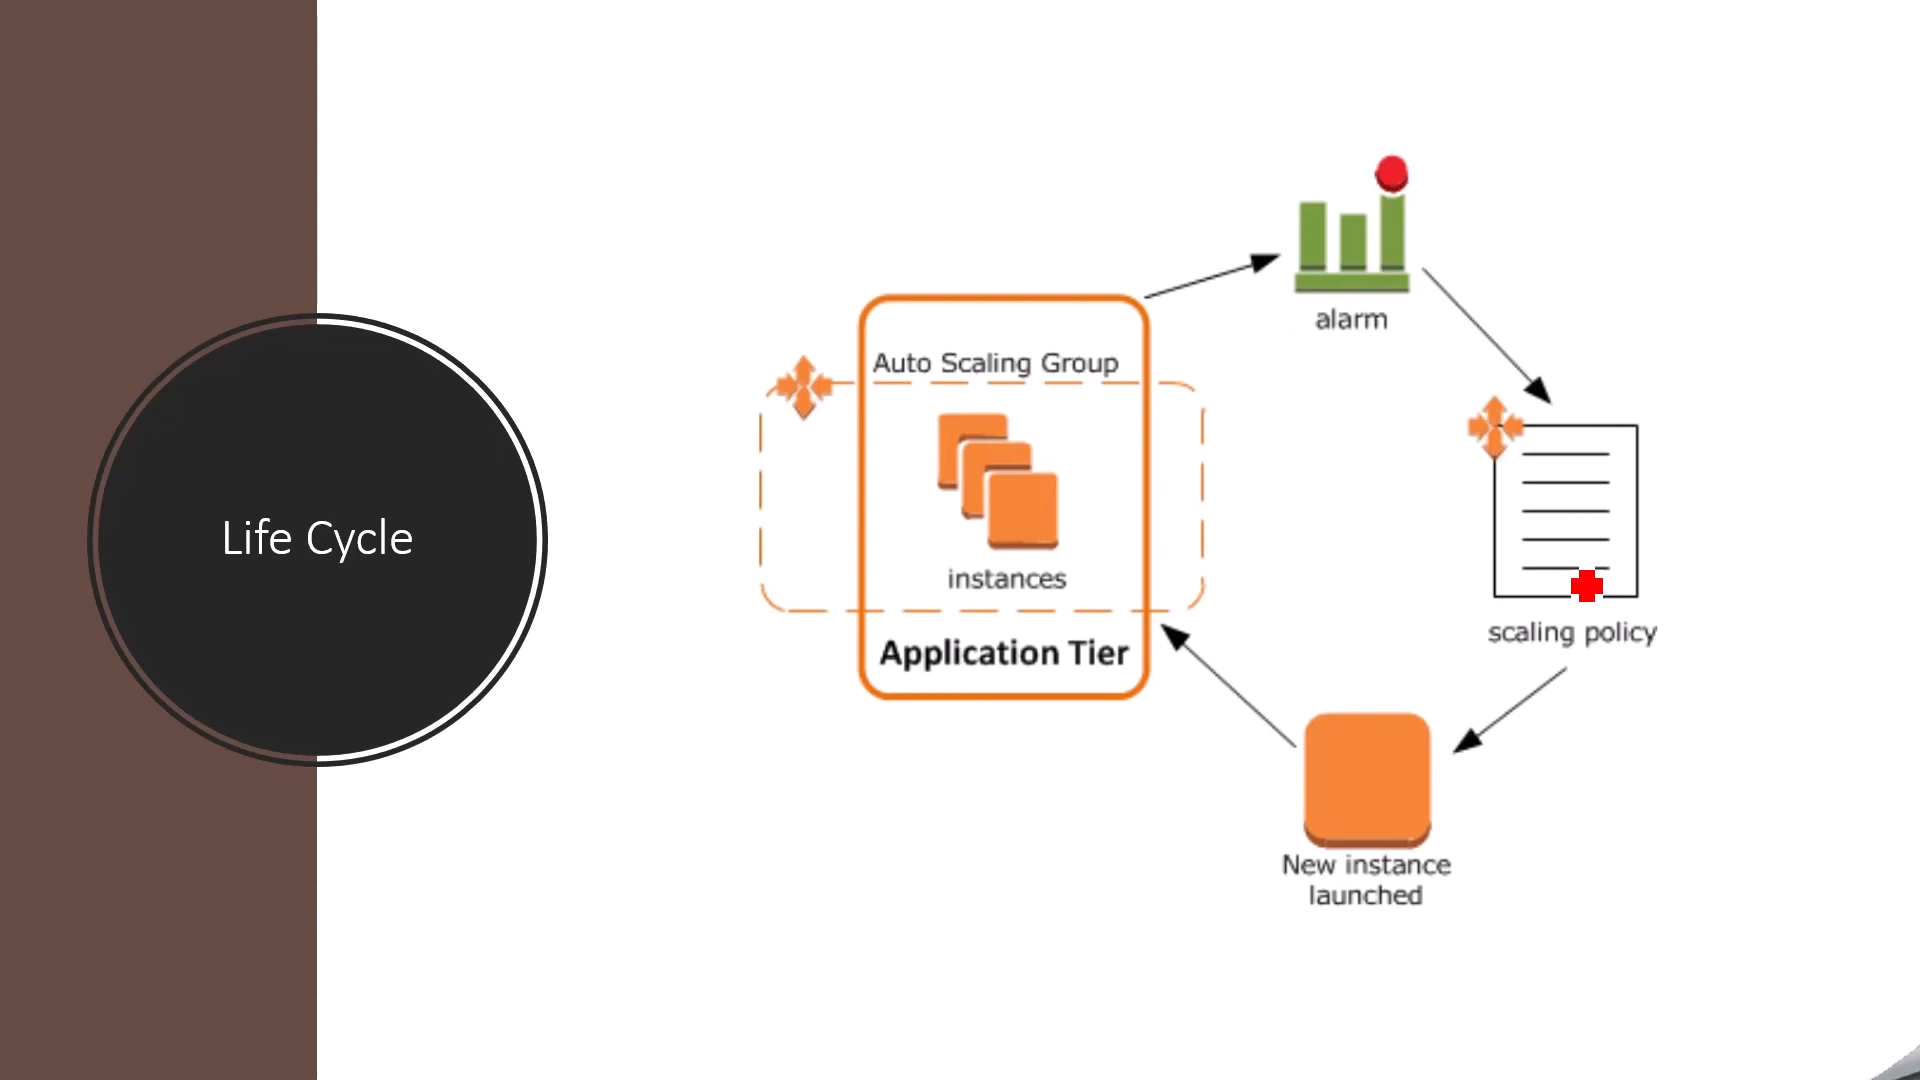 Life Cycle
alarm
Auto Scaling Group
instances
Application Tier
scaling policy
New instance
launched